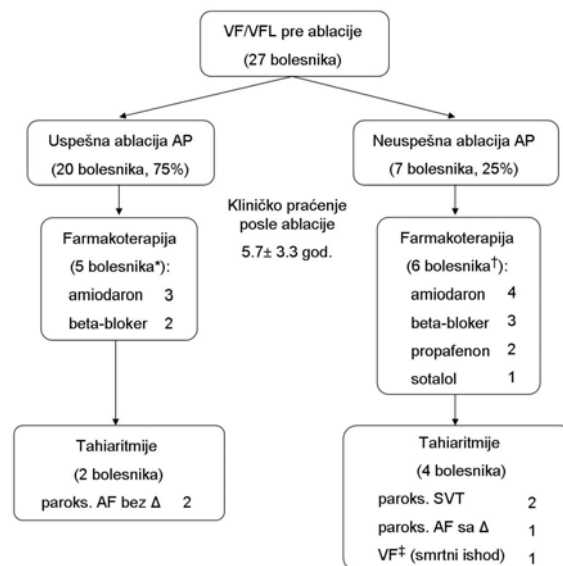 VF/VFL pre ablacije
(27 bolesnika)
Uspešna ablacija AP
(20 bolesnika, 75%)
Neuspešna ablacija AP
(7 bolesnika, 25%)
Kliničko praćenje
posle ablacije
5.7± 3.3 god.
Farmakoterapija
(5 bolesnika*):
amiodaron 3
beta-bloker 2
Farmakoterapija
(6 bolesnika†):
amiodaron 4
beta-bloker 3
propafenon 2
sotalol 1
Tahiaritmije
(2 bolesnika)
paroks. AF bez Δ 2
Tahiaritmije
(4 bolesnika)
paroks. SVT 2
paroks. AF sa Δ 1
VF‡ (smrtni ishod) 1